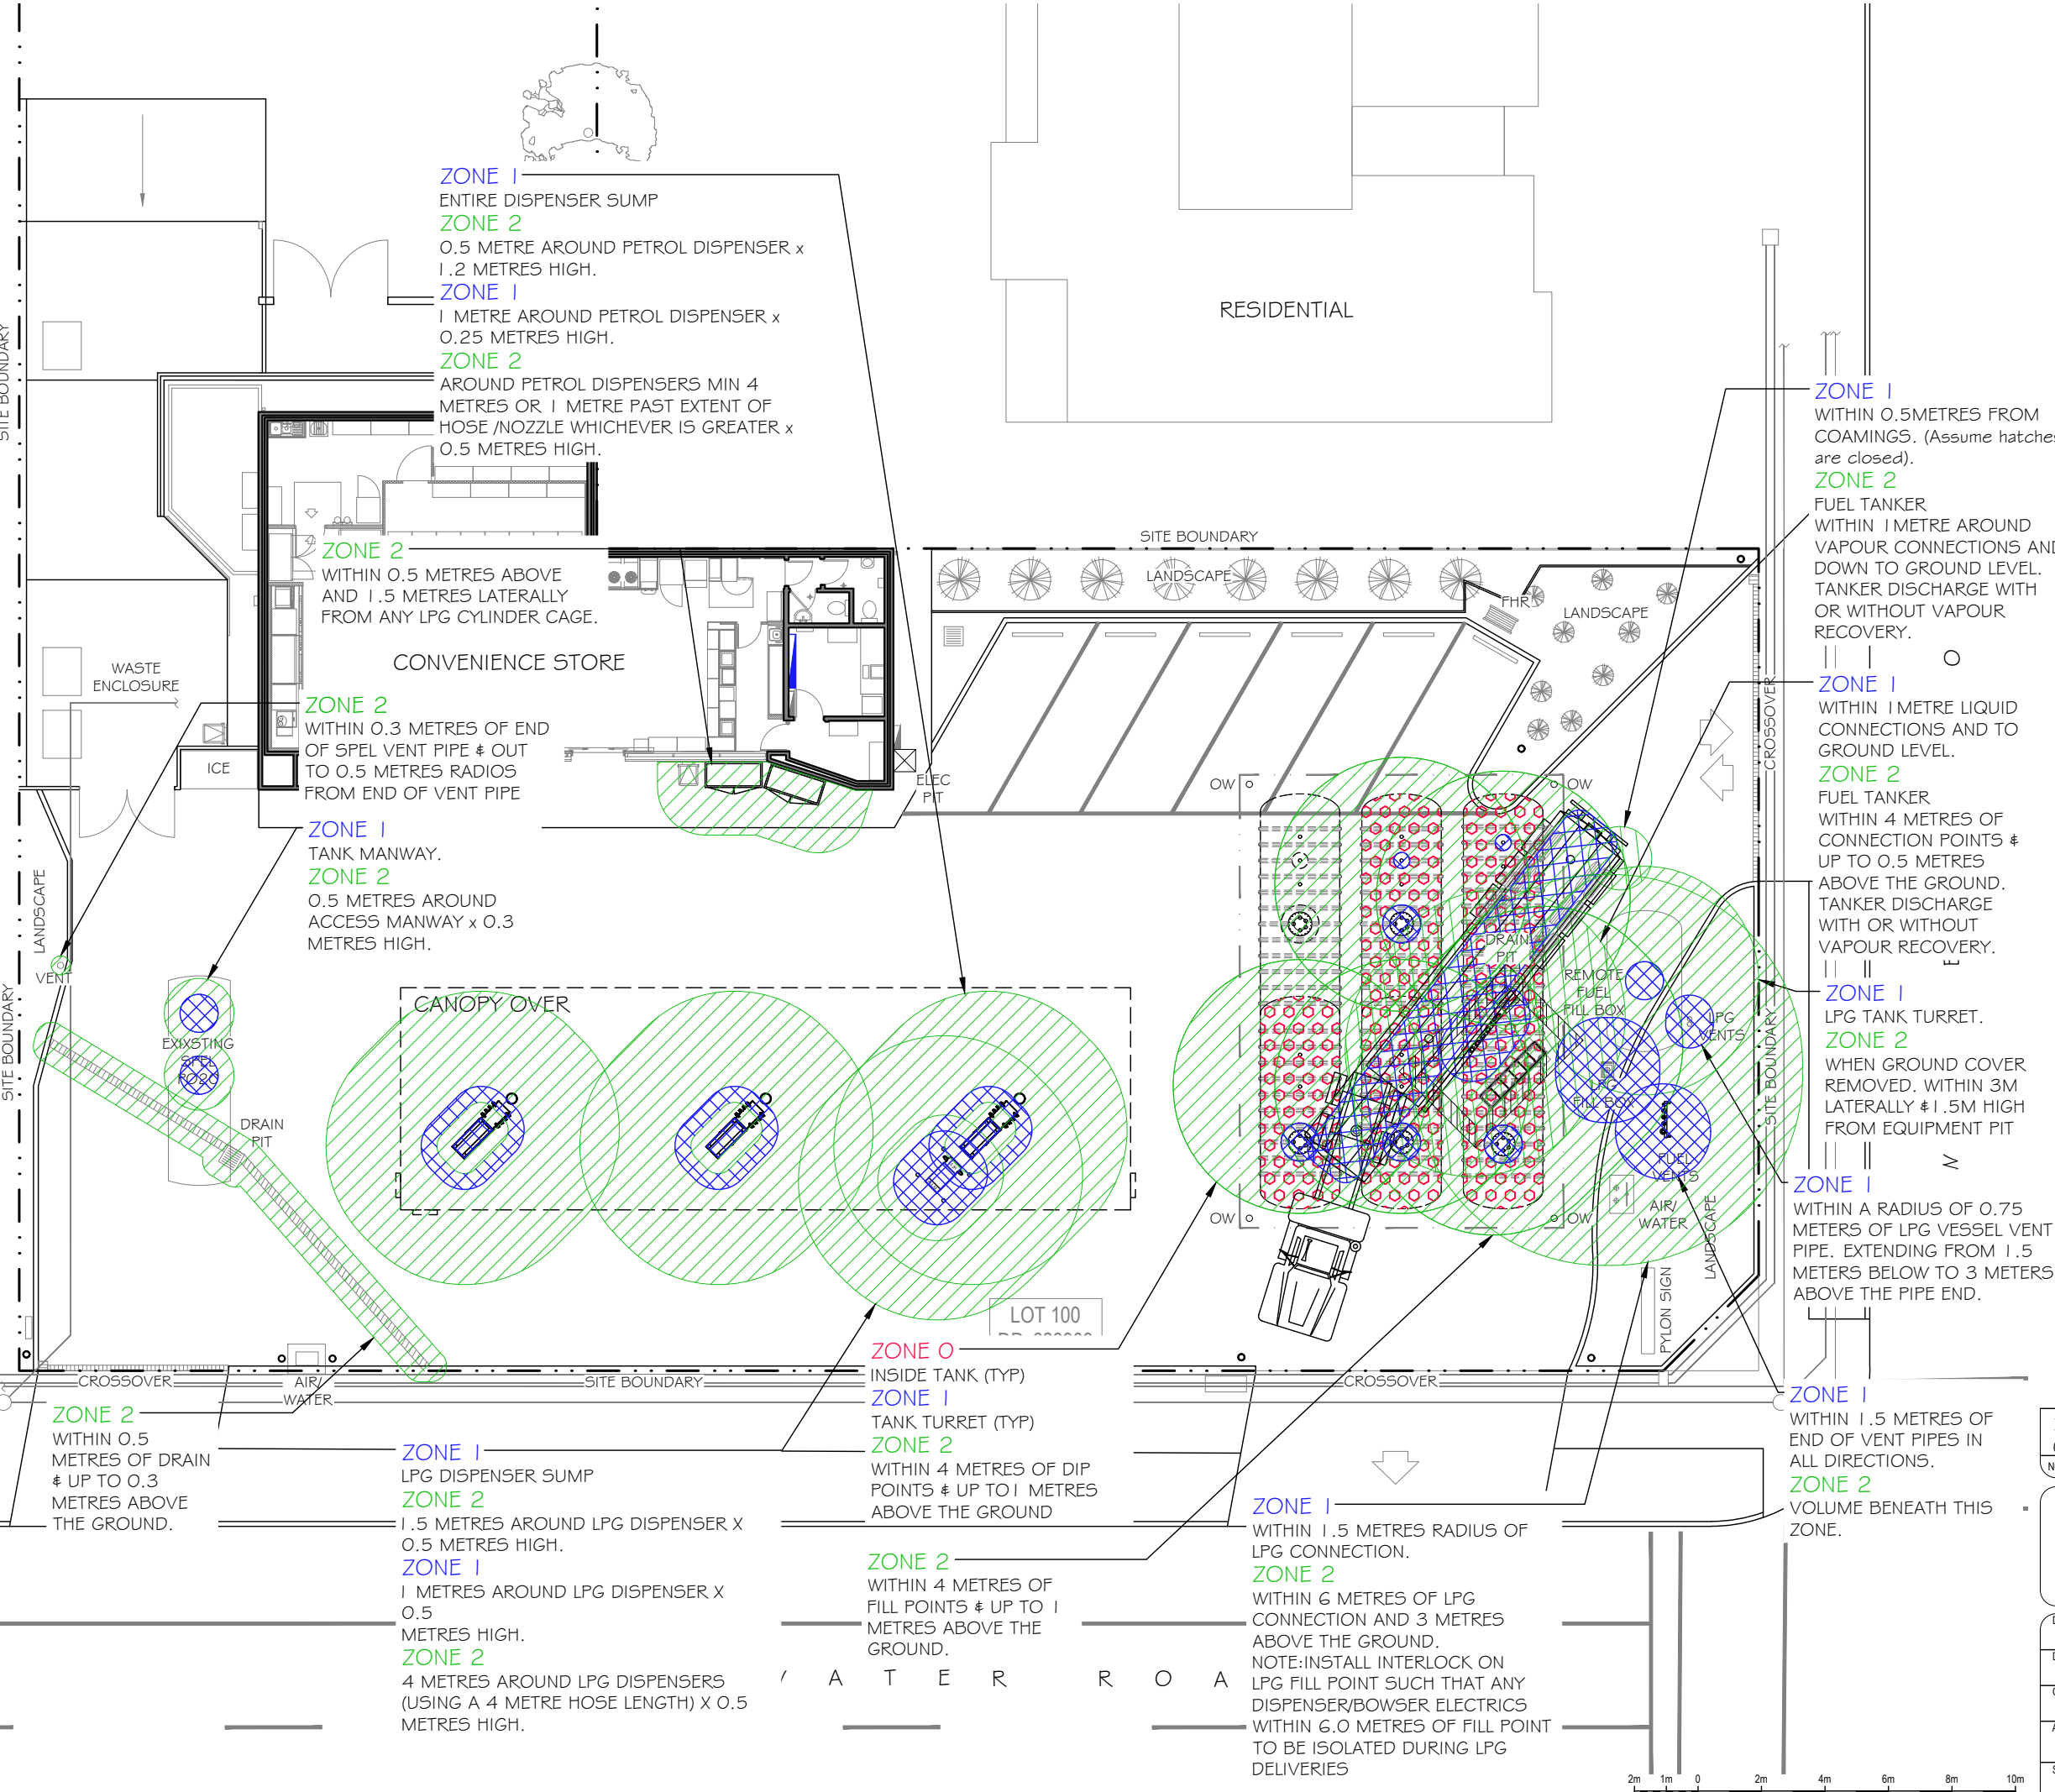 ZONE 1
ENTIRE DISPENSER SUMP
ZONE 2
0.5 METRE AROUND PETROL DISPENSER x
1.2 METRES HIGH.
ZONE 1
1 METRE AROUND PETROL DISPENSER x
0.25 METRES HIGH.
ZONE 2
AROUND PETROL DISPENSERS MIN 4
METRES OR 1 METRE PAST EXTENT OF
HOSE /NOZZLE WHICHEVER IS GREATER x
0.5 METRES HIGH.
RESIDENTIAL
SITE BOUNDARY
ZONE 1
WITHIN 0.5METRES FROM
COAMINGS. (Assume hatches
are closed).
ZONE 2
FUEL TANKER
WITHIN 1METRE AROUND
VAPOUR CONNECTIONS AND
DOWN TO GROUND LEVEL.
TANKER DISCHARGE WITH
OR WITHOUT VAPOUR
RECOVERY.
O
SITE BOUNDARY
LANDSCAPE
FHR
LANDSCAPE
ZONE 2
WITHIN 0.5 METRES ABOVE
AND 1.5 METRES LATERALLY
FROM ANY LPG CYLINDER CAGE.
CONVENIENCE STORE
WASTE
ENCLOSURE
ZONE 2
WITHIN 0.3 METRES OF END
OF SPEL VENT PIPE & OUT
TO 0.5 METRES RADIOS
FROM END OF VENT PIPE
ICE
ELEC
PIT
CROSSOVER
ZONE 1
WITHIN 1METRE LIQUID
CONNECTIONS AND TO
GROUND LEVEL.
ZONE 2
FUEL TANKER
WITHIN 4 METRES OF
CONNECTION POINTS &
UP TO 0.5 METRES
ABOVE THE GROUND.
TANKER DISCHARGE
WITH OR WITHOUT
VAPOUR RECOVERY.
ZONE 1
TANK MANWAY.
ZONE 2
0.5 METRES AROUND
ACCESS MANWAY x 0.3
METRES HIGH.
OW
OW
LANDSCAPE
VENT
SITE BOUNDARY
EXIXSTING
SPEL
DRAIN
PIT
CANOPY OVER
DRAIN
PIT
REMOTE
FUEL
FILL BOX
LPG
VENTS
LPG
FILL BOX
FUEL
VENTS
SITE BOUNDARY
ZONE 1
LPG TANK TURRET.
ZONE 2
WHEN GROUND COVER
REMOVED. WITHIN 3M
LATERALLY &1.5M HIGH
FROM EQUIPMENT PIT
N
OW
OW
AIR/
WATER
LANDSCAPE
PYLON SIGN
ZONE 1
WITHIN A RADIUS OF 0.75
METERS OF LPG VESSEL VENT
PIPE. EXTENDING FROM 1.5
METERS BELOW TO 3 METERS
ABOVE THE PIPE END.
LOT 100
ZONE 0
INSIDE TANK (TYP)
ZONE 1
TANK TURRET (TYP)
ZONE 2
WITHIN 4 METRES OF DIP
POINTS & UP TO1 METRES
ABOVE THE GROUND
CROSSOVER
AIR/
WATER
SITE BOUNDARY
CROSSOVER
ZONE 2
WITHIN 0.5
METRES OF DRAIN
& UP TO 0.3
METRES ABOVE
THE GROUND.
ZONE 1
LPG DISPENSER SUMP
ZONE 2
1.5 METRES AROUND LPG DISPENSER X
0.5 METRES HIGH.
ZONE 1
1 METRES AROUND LPG DISPENSER X
0.5
METRES HIGH.
ZONE 2
4 METRES AROUND LPG DISPENSERS
(USING A 4 METRE HOSE LENGTH) X 0.5
METRES HIGH.
ZONE 2
WITHIN 4 METRES OF
FILL POINTS & UP TO 1
METRES ABOVE THE
GROUND.
ZONE 1
WITHIN 1.5 METRES RADIUS OF
LPG CONNECTION.
ZONE 2
WITHIN 6 METRES OF LPG
CONNECTION AND 3 METRES
ABOVE THE GROUND.
NOTE:INSTALL INTERLOCK ON
LPG FILL POINT SUCH THAT ANY
DISPENSER/BOWSER ELECTRICS
WITHIN 6.0 METRES OF FILL POINT
TO BE ISOLATED DURING LPG
DELIVERIES
ZONE 1
WITHIN 1.5 METRES OF
END OF VENT PIPES IN
ALL DIRECTIONS.
ZONE 2
VOLUME BENEATH THIS
ZONE.
A T E R R O A
2m 1m 0 2m 4m 6m 8m 10m